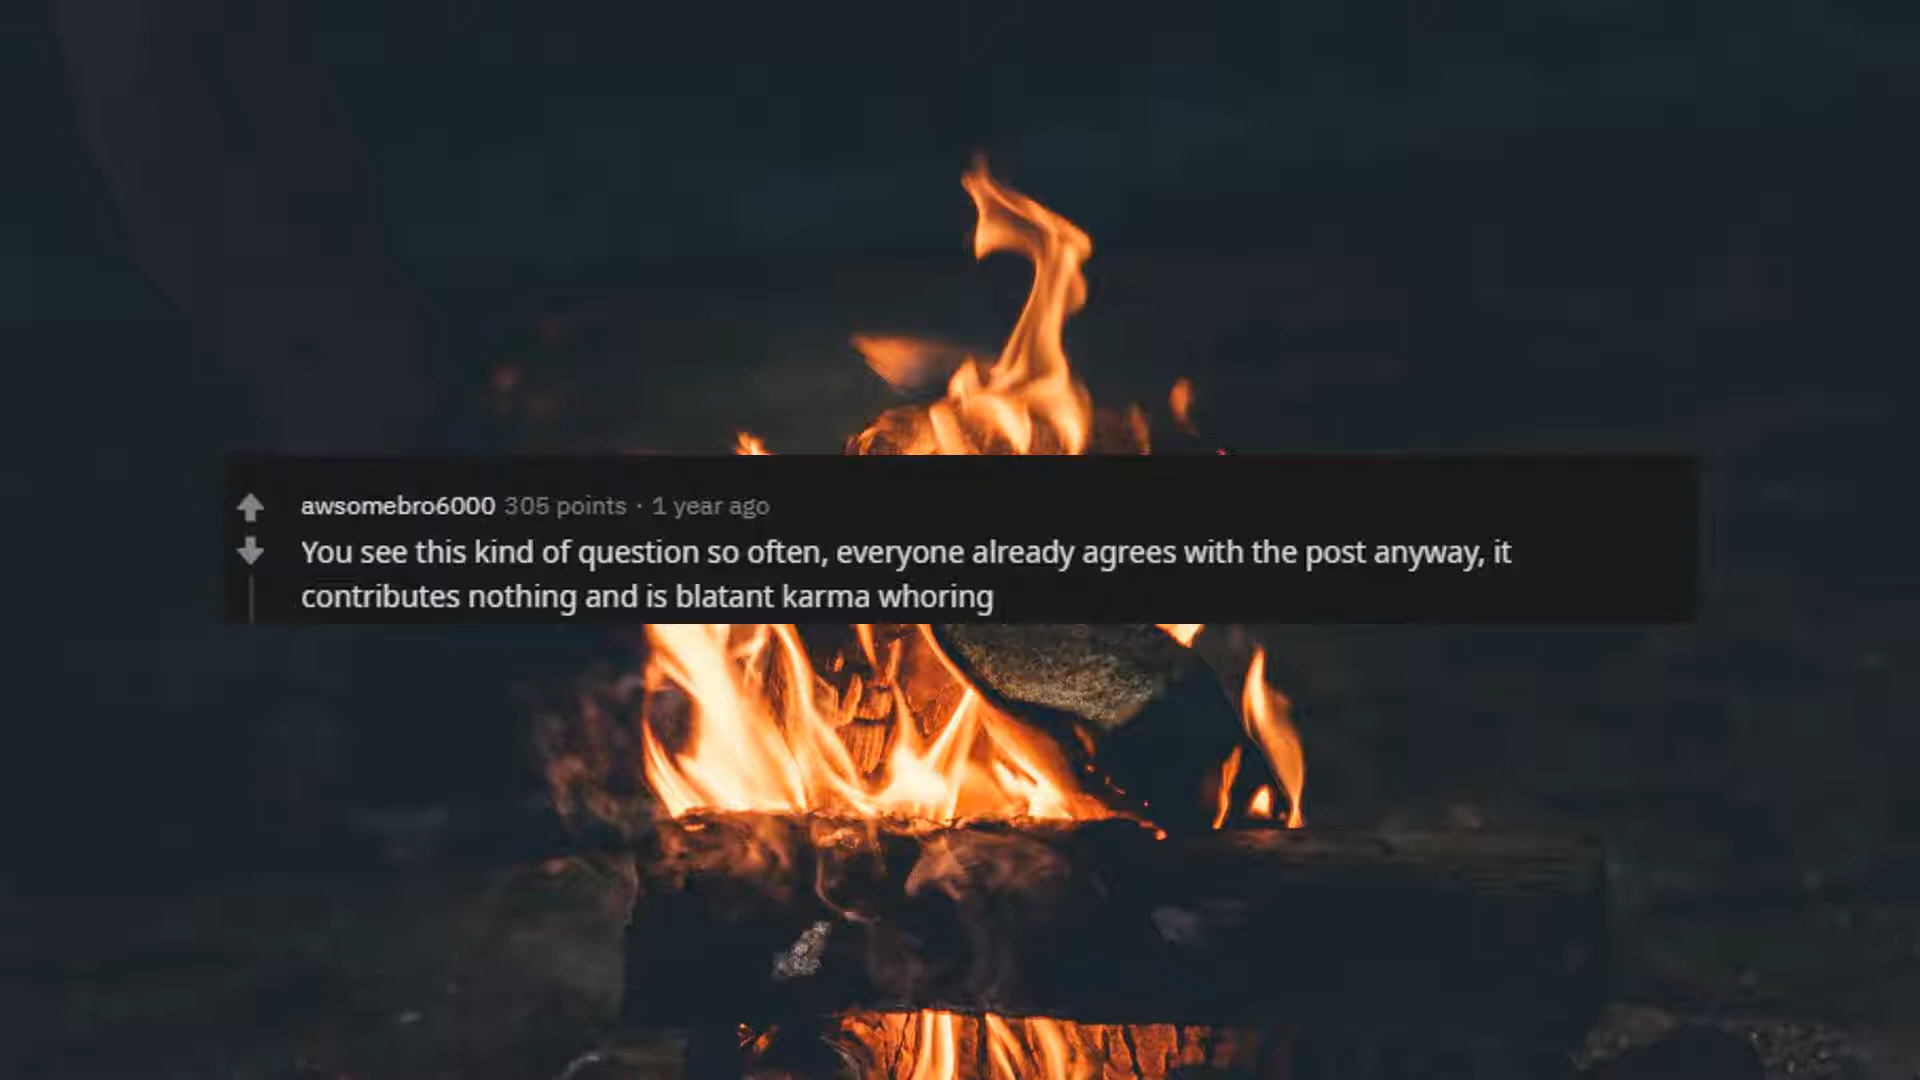 awsomebro6000 305 points · 1 year ago
You see this kind of question so often, everyone already agrees with the post anyway, it
contributes nothing and is blatant karma whoring